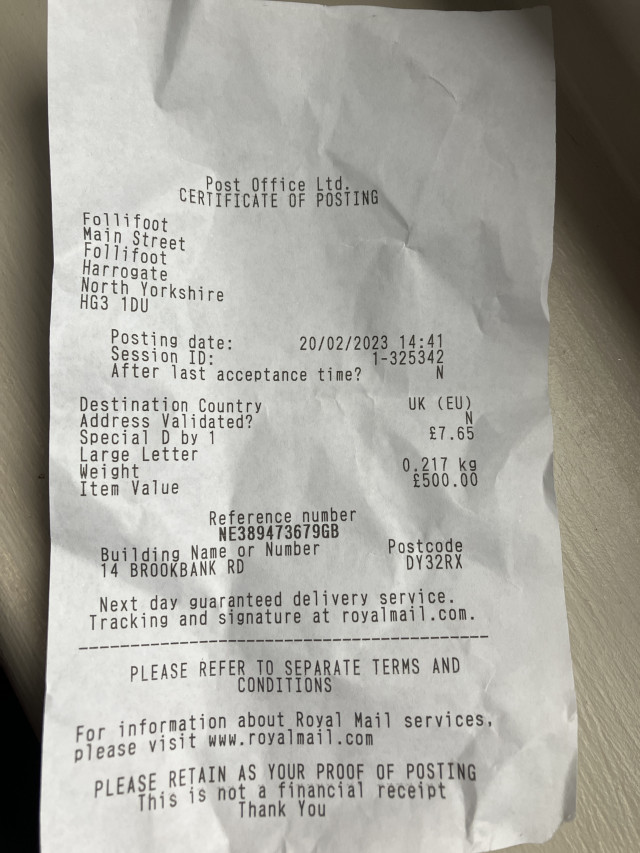 Post Office Ltd.
CERTIFICATE OF POSTING
Follifoot
Main Street
Follifoot
Harrogate
North Yorkshire
HG3 1DU
Posting date: 20/02/2023 14:41
Session ID: 1-325342
After last acceptance time? N
Destination Country UK (EU)
Address Validated? N
Special D by 1 £7.65
Large Letter
Weight 0.217 kg
Item Value £500.00
Reference number
NE389473679GB
Building Name or Number Postcode
14 BROOKBANK RD DY32RX
Next day guaranteed delivery service.
Tracking and signature at royalmail.com.
--------------------------------------------
PLEASE REFER TO SEPARATE TERMS AND
CONDITIONS
For information about Royal Mail services,
please visit www.royalmail.com
PLEASE RETAIN AS YOUR PROOF OF POSTING
This is not a financial receipt
Thank You